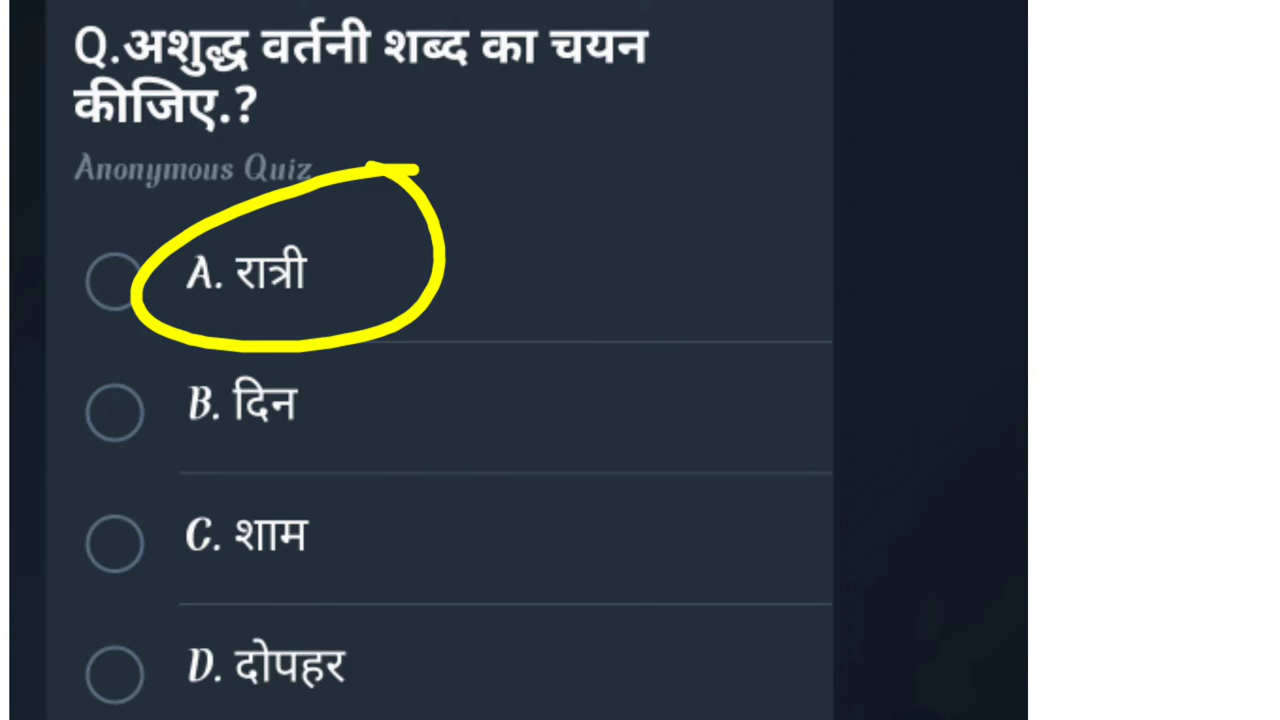 Q.अशुद्ध वर्तनी शब्द का चयन
कीजिए.?
Anonymous Quiz
A. रात्री
B. दिन
C. शाम
D. दोपहर